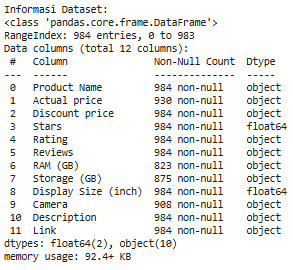 Informasi Dataset:
<class 'pandas.core.frame.DataFrame'>
RangeIndex: 984 entries, 0 to 983
Data columns (total 12 columns):
 #   Column               Non-Null Count  Dtype
---  ------               --------------  -----
 0   Product Name         984 non-null    object
 1   Actual price         930 non-null    object
 2   Discount price       984 non-null    object
 3   Stars                984 non-null    float64
 4   Rating               984 non-null    object
 5   Reviews              984 non-null    object
 6   RAM (GB)             823 non-null    object
 7   Storage (GB)         875 non-null    object
 8   Display Size (inch)  984 non-null    float64
 9   Camera               908 non-null    object
 10  Description          984 non-null    object
 11  Link                 984 non-null    object
dtypes: float64(2), object(10)
memory usage: 92.4+ KB